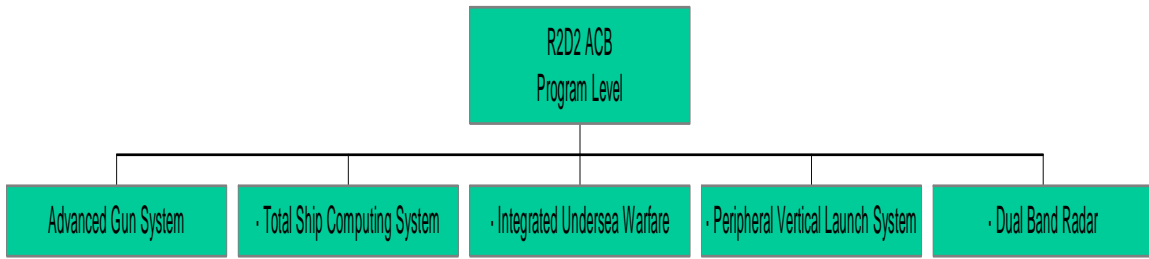 R2D2 ACB
Program Level
Advanced Gun System
- Total Ship Computing System
- Integrated Undersea Warfare
- Peripheral Vertical Launch System
- Dual Band Radar